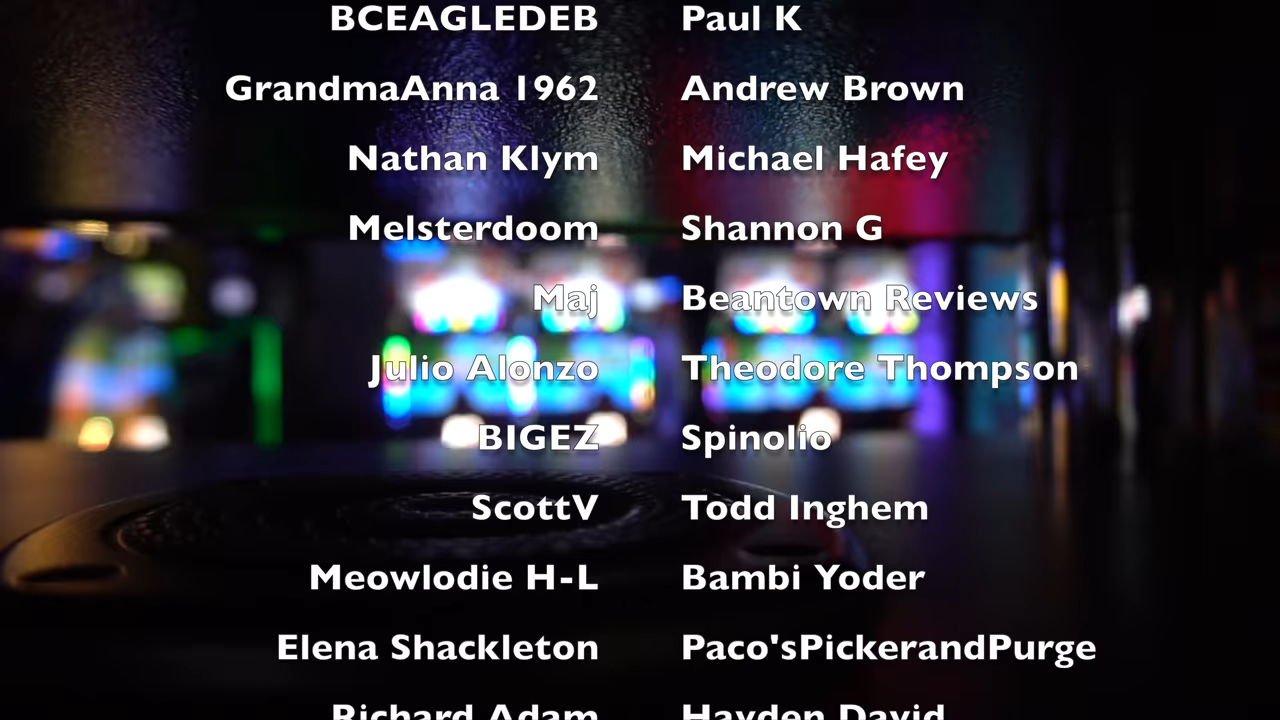 BCEAGLEDEB Paul K
GrandmaAnna 1962 Andrew Brown
Nathan Klym Michael Hafey
Melsterdoom Shannon G
Maj Beantown Reviews
Julio Alonzo Theodore Thompson
BIGEZ Spinolio
ScottV Todd Inghem
Meowlodie H-L Bambi Yoder
Elena Shackleton Paco'sPickerandPurge
Richard Adam Hayden David